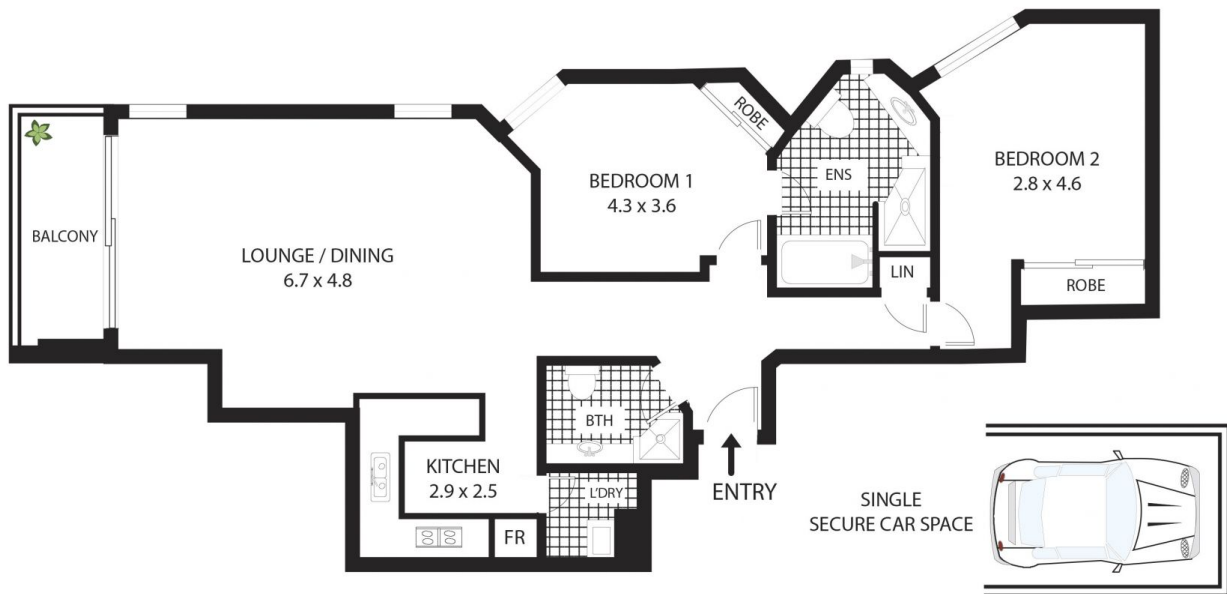 BALCONY
LOUNGE / DINING
6.7 x 4.8
BEDROOM 1
4.3 x 3.6
ROBE
ENS
LIN
BEDROOM 2
2.8 x 4.6
ROBE
BTH
KITCHEN
2.9 x 2.5
L'DRY
FR
ENTRY
SINGLE
SECURE CAR SPACE